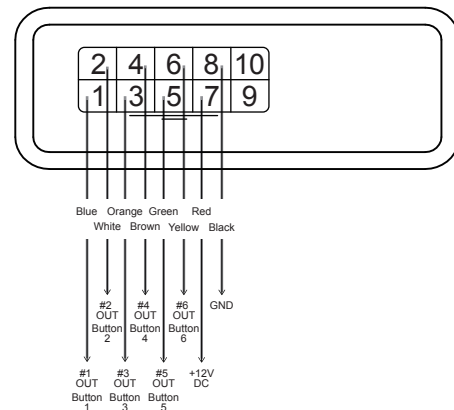 2 4 6 8 10
1 3 5 7 9
Blue Orange Green Red
White Brown Yellow Black
#2 #4 #6 GND
OUT OUT OUT
Button Button Button
2 4 6
#1 #3 #5 +12V
OUT OUT OUT DC
Button Button Button
1 3 5